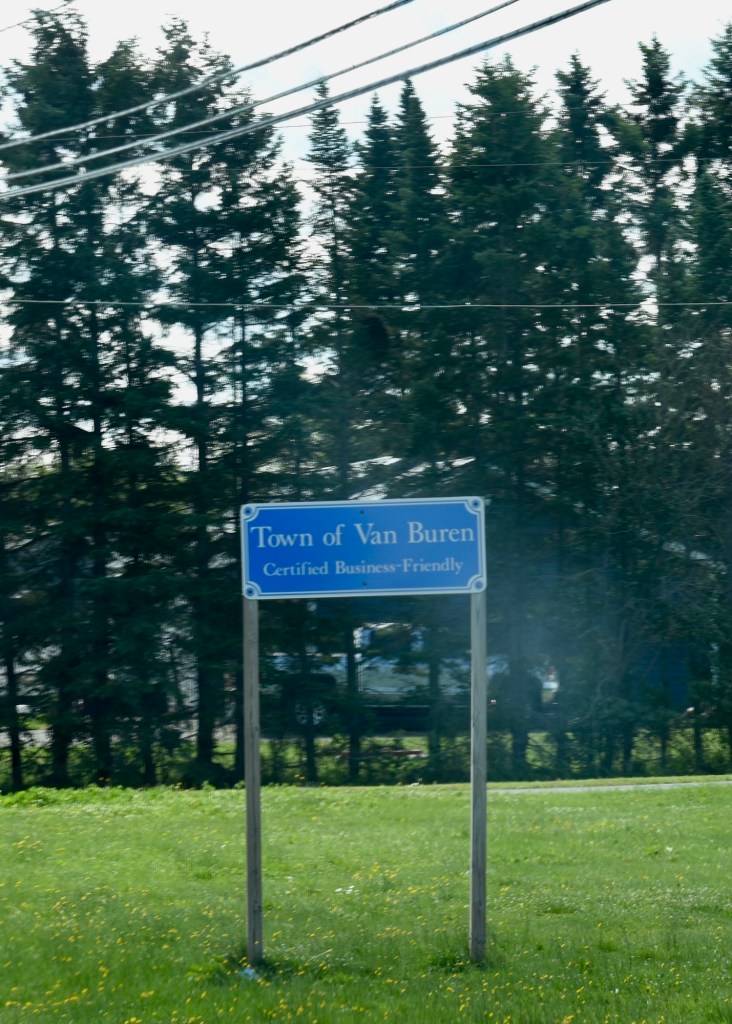 Town of Van Buren
Certified Business-Friendly